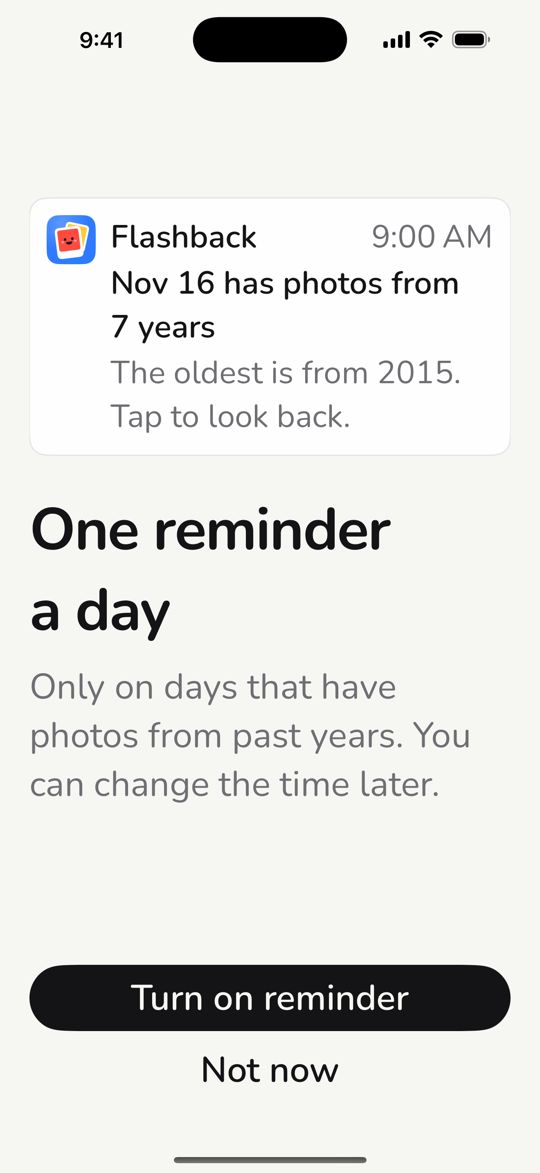 9:41
Flashback 9:00 AM
Nov 16 has photos from
7 years
The oldest is from 2015.
Tap to look back.
One reminder
a day
Only on days that have
photos from past years. You
can change the time later.
Turn on reminder
Not now